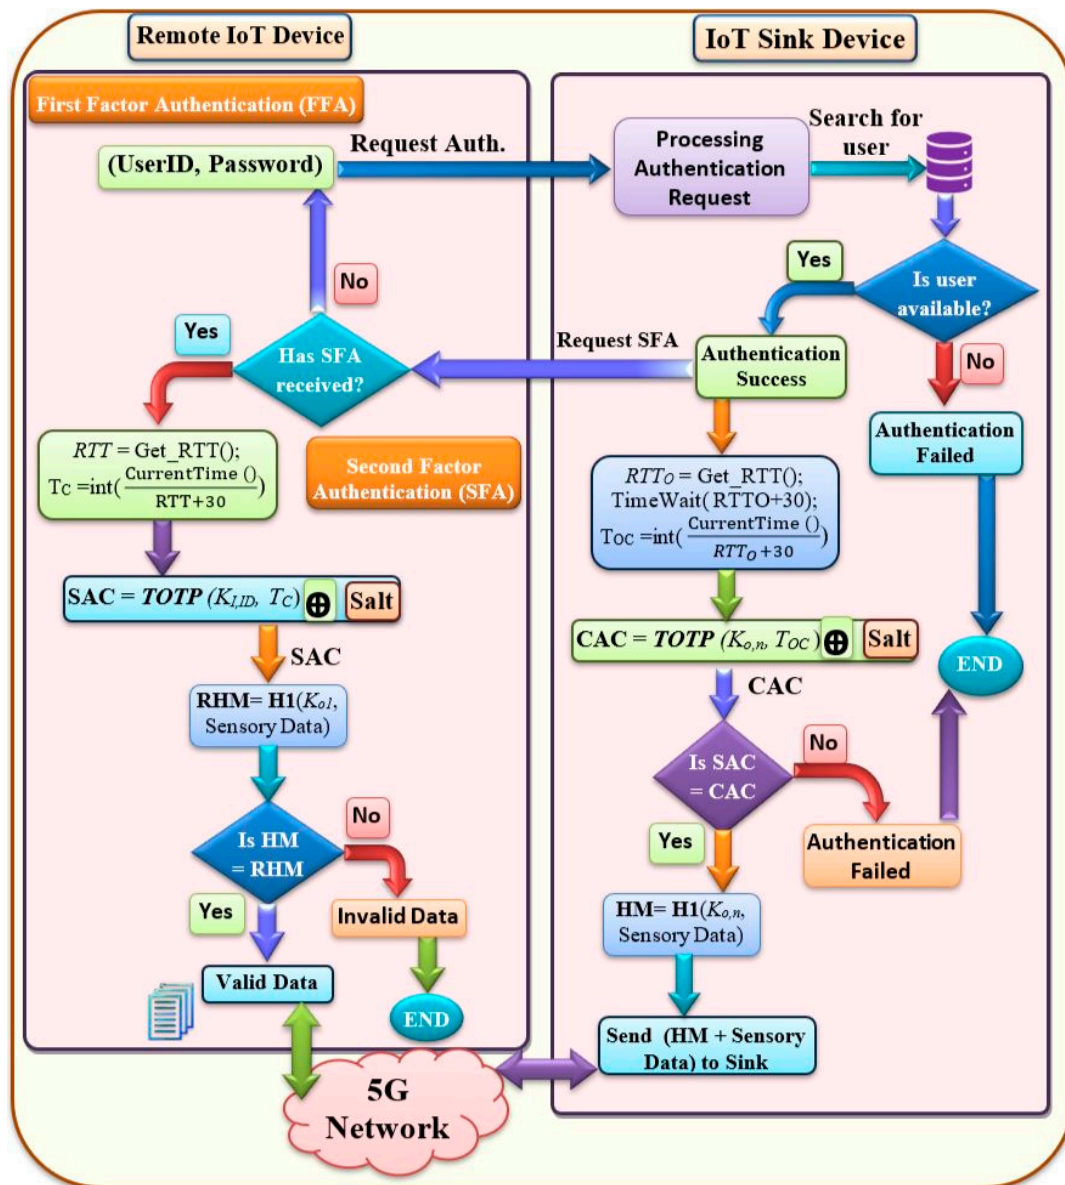 Remote IoT Device
IoT Sink Device
First Factor Authentication (FFA)
(UserID, Password)
Request Auth.
Processing
Authentication
Request
Search for
user
Is user
available?
Yes
No
Authentication
Success
Request SFA
Has SFA
received?
No
Yes
Authentication
Failed
RTT = Get_RTT();
TC =int(CurrentTime ()/RTT+30)
Second Factor
Authentication (SFA)
RTTO = Get_RTT();
TimeWait( RTTO+30);
TOC =int(CurrentTime ()/RTTO +30)
SAC = TOTP (KI,ID, TC) ⊕ Salt
SAC
CAC = TOTP (Ko,n, TOC) ⊕ Salt
CAC
END
RHM= H1(Ko1,
Sensory Data)
Is SAC
= CAC
No
Yes
Authentication
Failed
Is HM
= RHM
No
Yes
Invalid Data
Valid Data
END
HM= H1(Ko,n,
Sensory Data)
Send (HM + Sensory
Data) to Sink
5G
Network